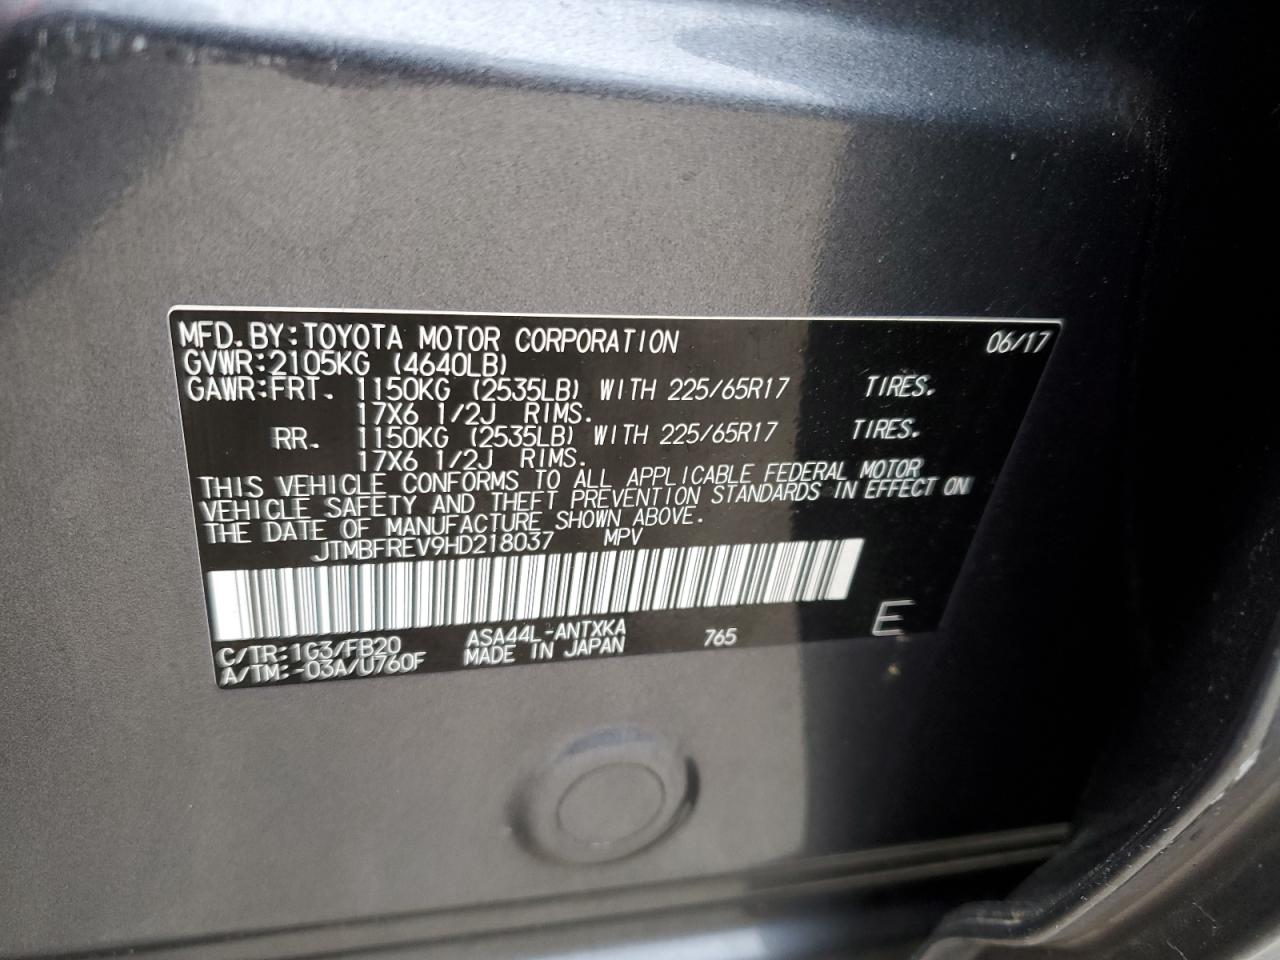 MFD.BY:TOYOTA MOTOR CORPORATION 06/17
GVWR:2105KG (4640LB)
GAWR:FRT. 1150KG (2535LB) WITH 225/65R17 TIRES.
17X6 1/2J RIMS.
RR. 1150KG (2535LB) WITH 225/65R17 TIRES.
17X6 1/2J RIMS.
THIS VEHICLE CONFORMS TO ALL APPLICABLE FEDERAL MOTOR
VEHICLE SAFETY AND THEFT PREVENTION STANDARDS IN EFFECT ON
THE DATE OF MANUFACTURE SHOWN ABOVE.
JTMBFREV9HD218037 MPV
E
C/TR:1G3/FB20 ASA44L-ANTXKA 765
A/TM:-03A/U760F MADE IN JAPAN